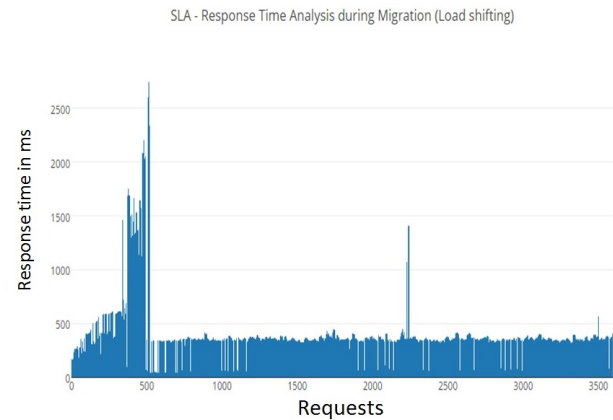 SLA - Response Time Analysis during Migration (Load shifting)
Response time in ms
2500
2000
1500
1000
500
0
0 500 1000 1500 2000 2500 3000 3500
Requests